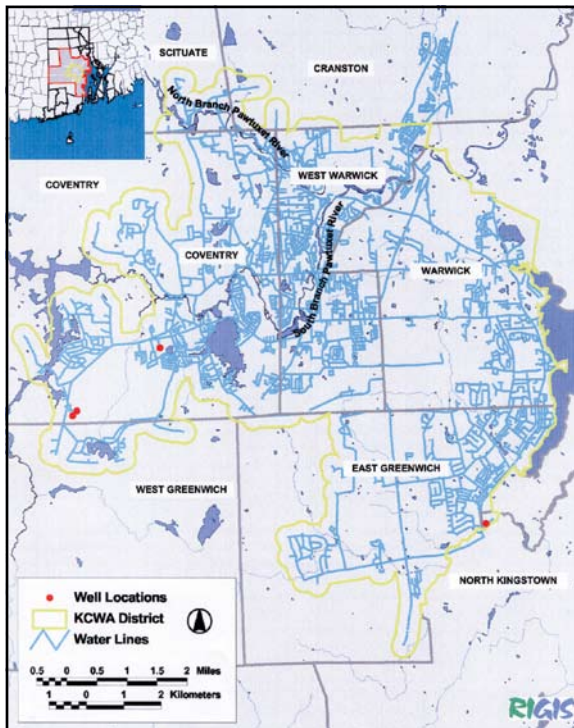 SCITUATE
CRANSTON
North Branch Pawtuxet River
WEST WARWICK
COVENTRY
COVENTRY
South Branch Pawtuxet River
WARWICK
EAST GREENWICH
WEST GREENWICH
NORTH KINGSTOWN
Well Locations
KCWA District
Water Lines
0.5 0 0.5 1 1.5 2 Miles
1 0 1 2 Kilometers
RIGIS